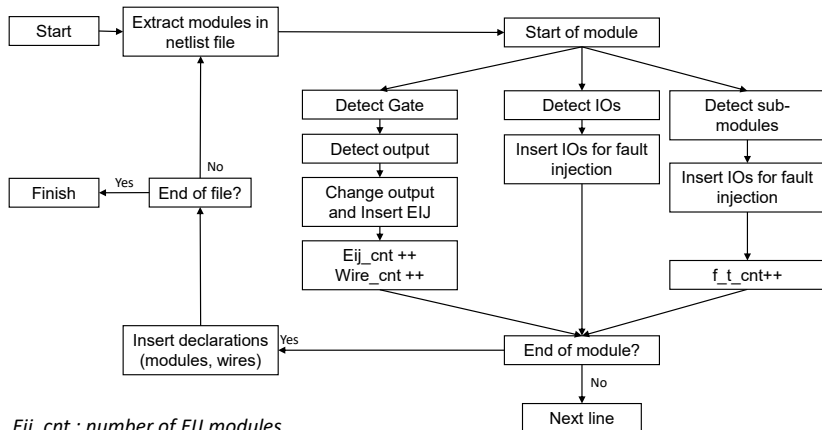 Start
Extract modules in
netlist file
Start of module
Detect Gate
Detect IOs
Detect sub-
modules
Detect output
Insert IOs for fault
injection
Insert IOs for fault
injection
No
Finish
Yes
End of file?
Change output
and Insert EIJ
Eij_cnt ++
Wire_cnt ++
f_t_cnt++
Insert declarations
(modules, wires)
Yes
End of module?
No
Next line